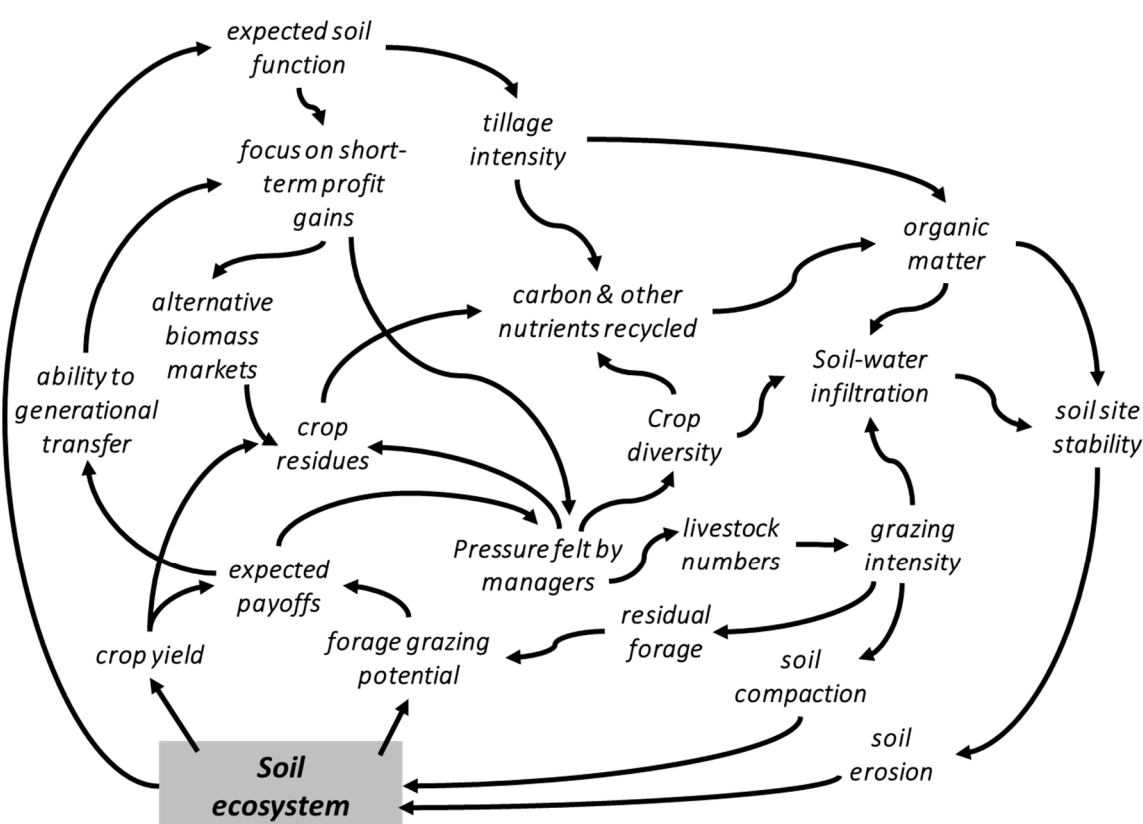 expected soil
function
tillage
intensity
focus on short-
term profit
gains
organic
matter
alternative
biomass
markets
carbon & other
nutrients recycled
Soil-water
infiltration
ability to
generational
transfer
crop
residues
Crop
diversity
soil site
stability
Pressure felt by
managers
livestock
numbers
grazing
intensity
expected
payoffs
residual
forage
crop yield
forage grazing
potential
soil
compaction
soil
erosion
Soil
ecosystem